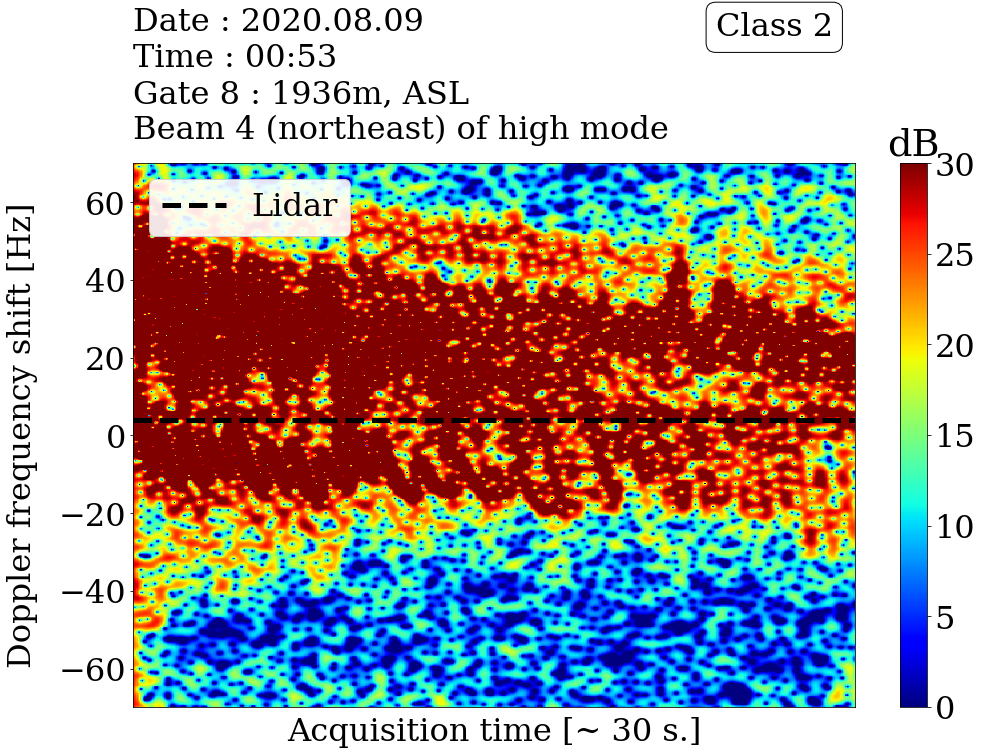 Date : 2020.08.09
Time : 00:53
Gate 8 : 1936m, ASL
Beam 4 (northeast) of high mode
Class 2
dB
Lidar
Doppler frequency shift [Hz]
60
40
20
0
−20
−40
−60
30
25
20
15
10
5
0
Acquisition time [~ 30 s.]